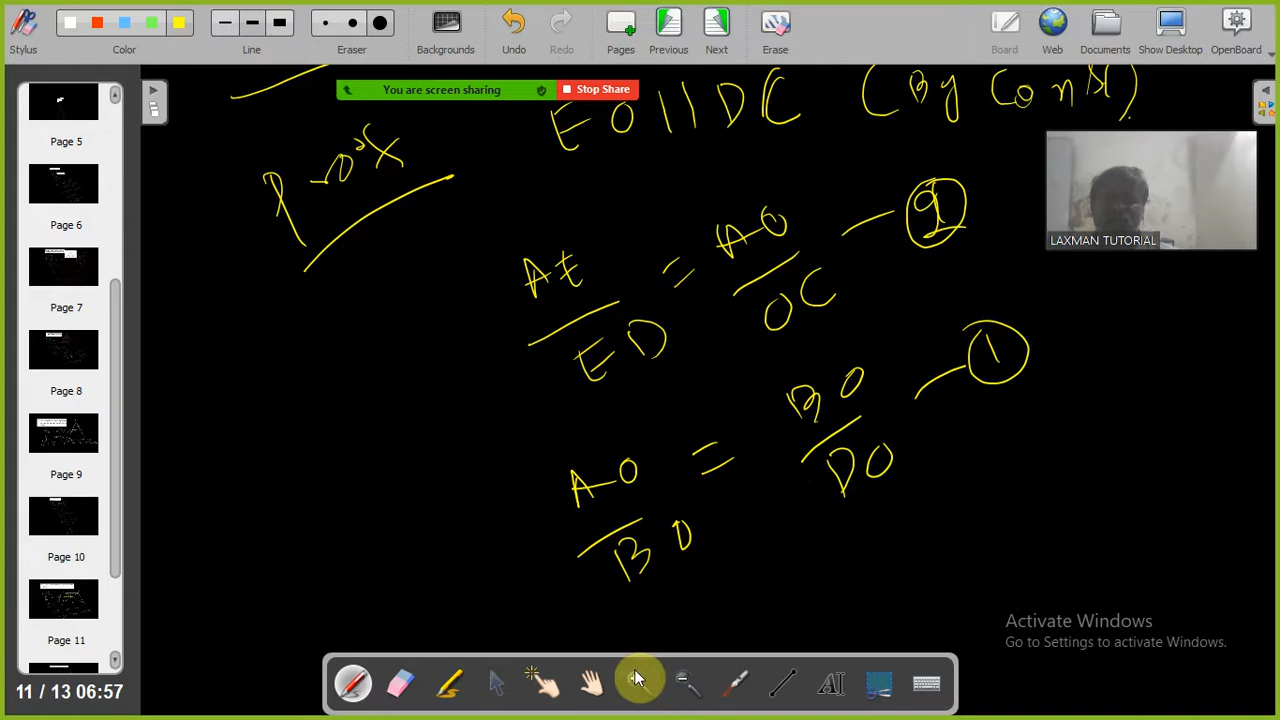 Stylus Color Line Eraser Backgrounds Undo Redo Pages Previous Next Erase Board Web Documents Show Desktop OpenBoard
You are screen sharing Stop Share
EO || DC (By Const)
Proof
LAXMAN TUTORIAL
AE/ED = AO/OC — 2
BO/DO — 1
AO/BO =
Page 5
Page 6
Page 7
Page 8
Page 9
Page 10
Page 11
Activate Windows
Go to Settings to activate Windows.
11 / 13 06:57
AI